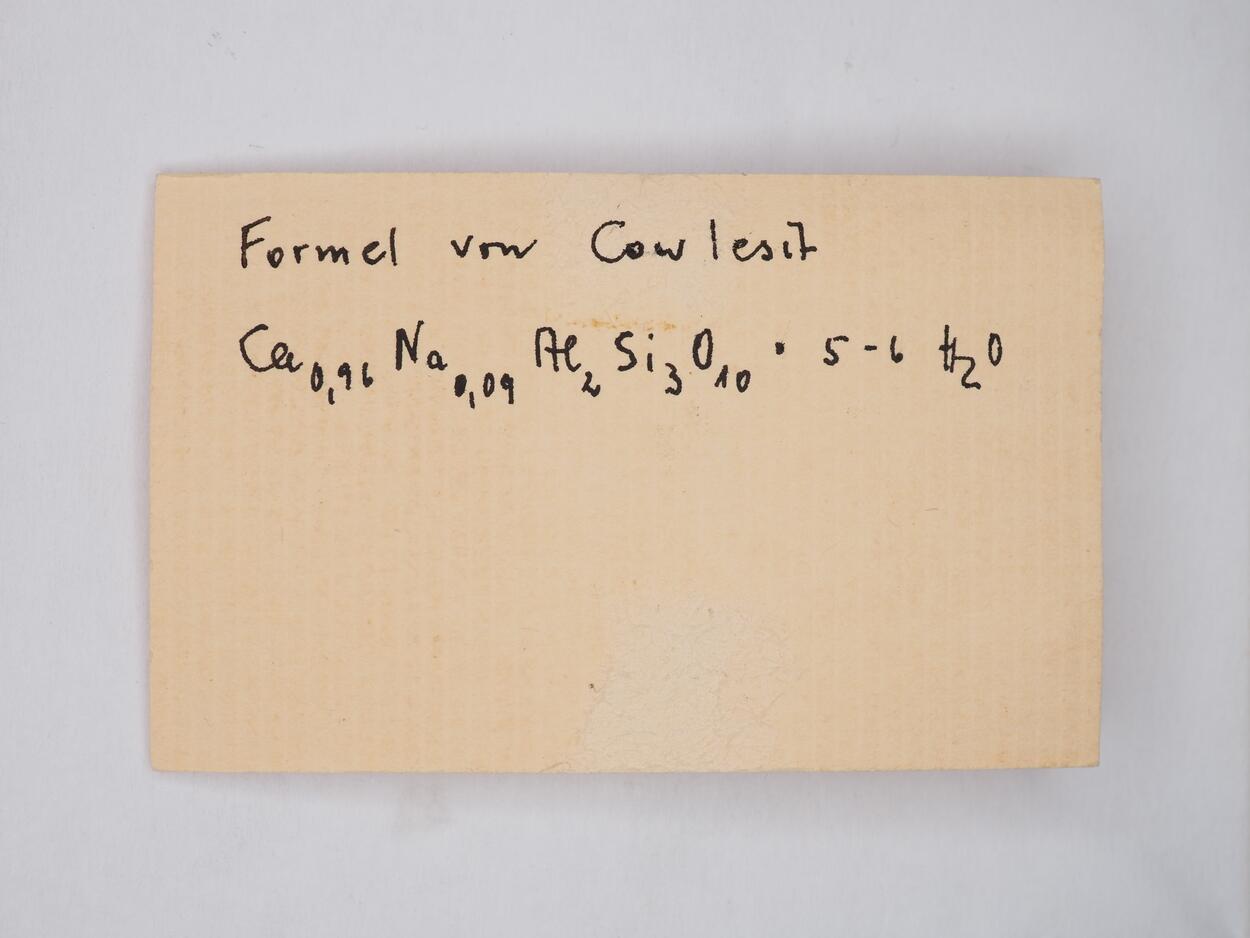 Formel von Cowlesit
Ca₀,₉₆ Na₀,₀₉ Al₂ Si₃ O₁₀ · 5-6 H₂O